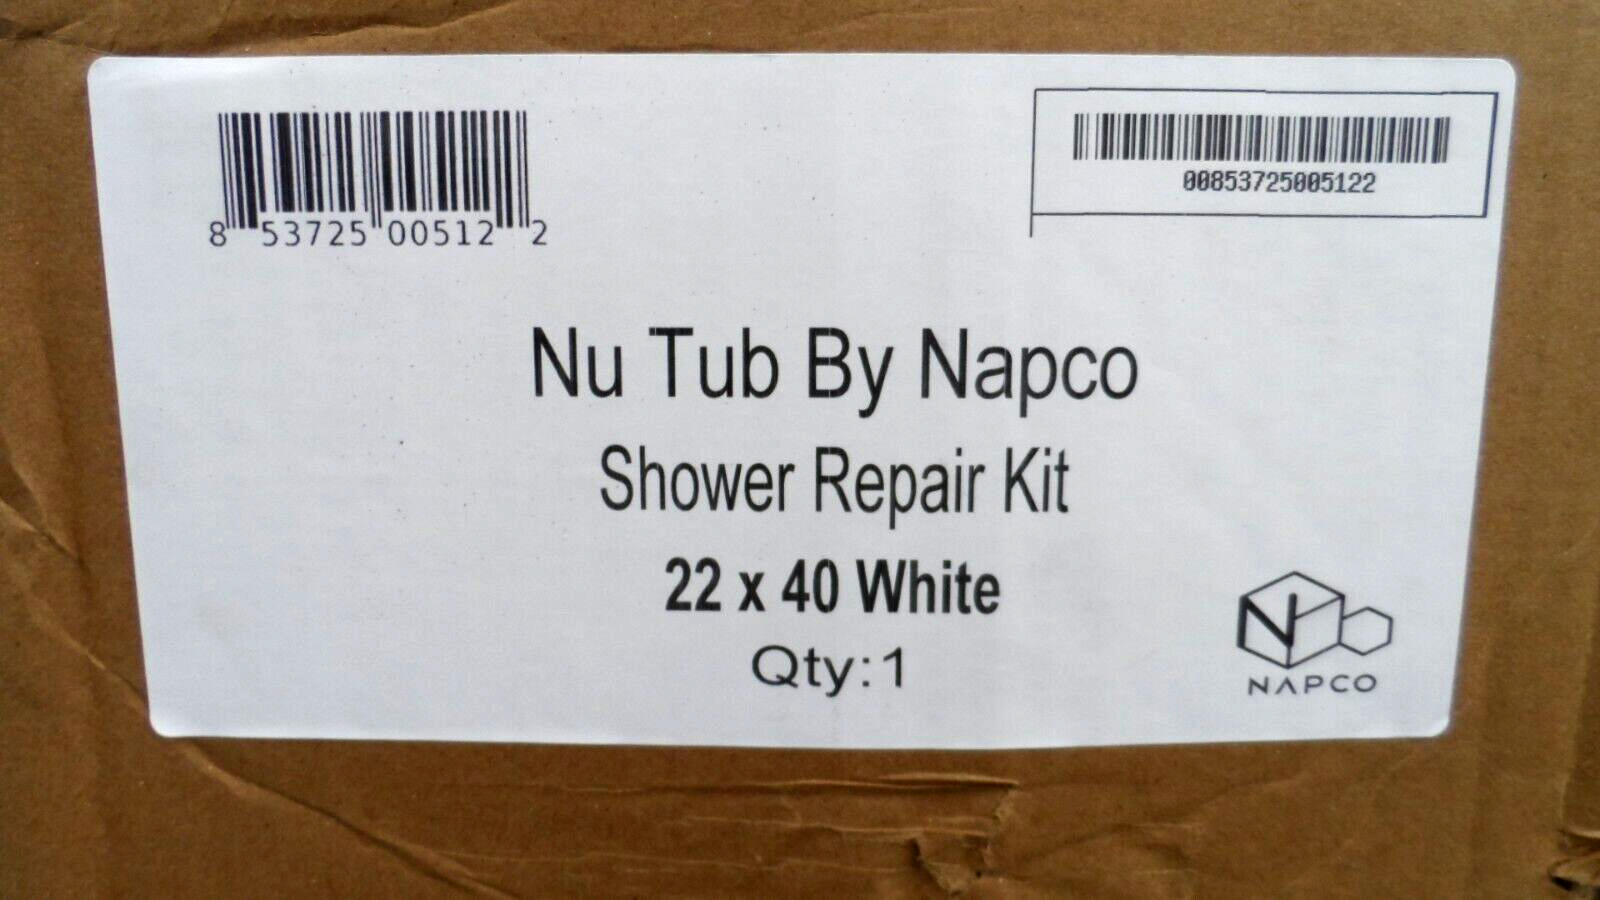 8 53725 00512 2
00853725005122
Nu Tub By Napco
Shower Repair Kit
22 x 40 White
Qty:1
N
NAPCO